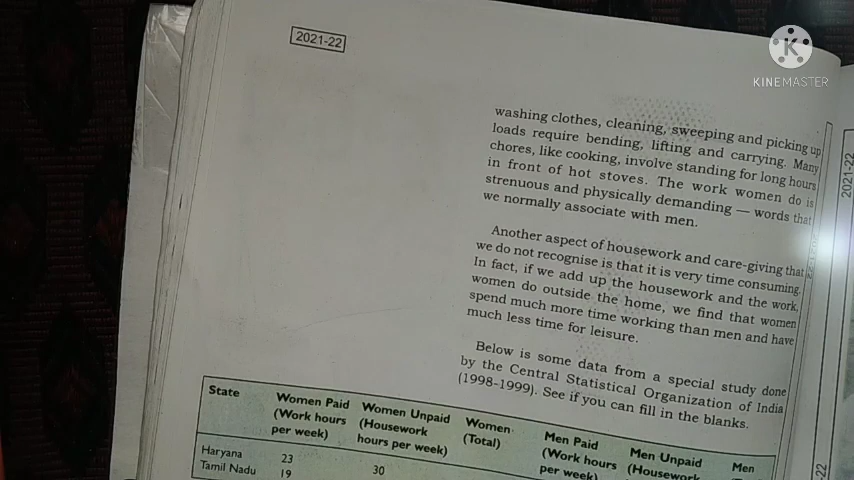 2021-22
KINEMASTER
washing clothes, cleaning, sweeping and picking up
loads require bending, lifting and carrying. Many
chores, like cooking, involve standing for long hours
in front of hot stoves. The work women do is
strenuous and physically demanding — words that
we normally associate with men.
Another aspect of housework and care-giving that
we do not recognise is that it is very time consuming.
In fact, if we add up the housework and the work,
women do outside the home, we find that women
spend much more time working than men and have
much less time for leisure.
Below is some data from a special study done
by the Central Statistical Organization of India
(1998-1999). See if you can fill in the blanks.
State
Women Paid
(Work hours
per week)
Women Unpaid
(Housework
hours per week)
Women
(Total)
Men Paid
(Work hours
per week)
Men Unpaid
(Housework
Men
Haryana 23 30
Tamil Nadu 19
2021-22